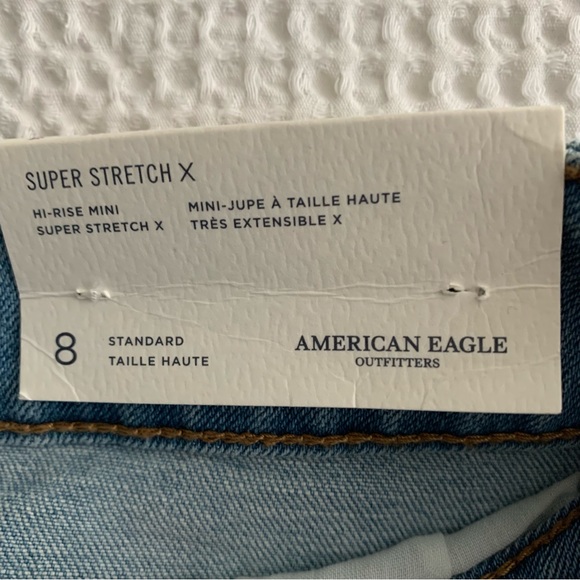 SUPER STRETCH X
HI-RISE MINI
SUPER STRETCH X
MINI-JUPE À TAILLE HAUTE
TRÈS EXTENSIBLE X
8
STANDARD
TAILLE HAUTE
AMERICAN EAGLE
OUTFITTERS